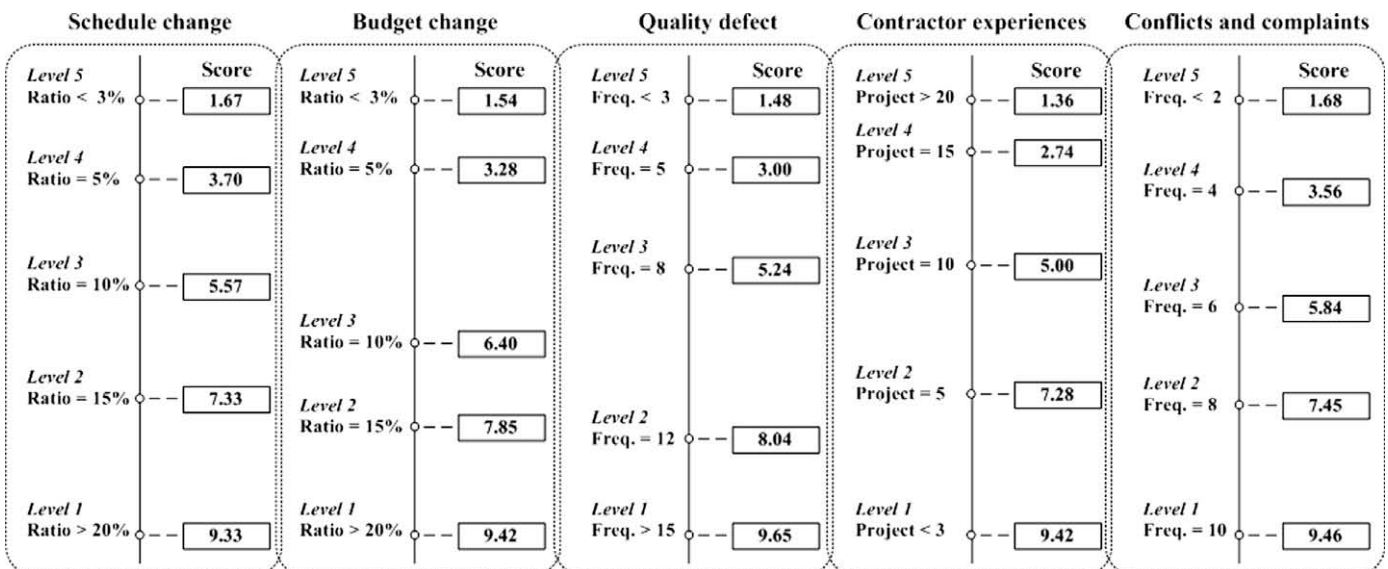 Schedule change
Score
Level 5
Ratio < 3%
1.67
Level 4
Ratio = 5%
3.70
Level 3
Ratio = 10%
5.57
Level 2
Ratio = 15%
7.33
Level 1
Ratio > 20%
9.33
Budget change
Score
Level 5
Ratio < 3%
1.54
Level 4
Ratio = 5%
3.28
Level 3
Ratio = 10%
6.40
Level 2
Ratio = 15%
7.85
Level 1
Ratio > 20%
9.42
Quality defect
Score
Level 5
Freq. < 3
1.48
Level 4
Freq. = 5
3.00
Level 3
Freq. = 8
5.24
Level 2
Freq. = 12
8.04
Level 1
Freq. > 15
9.65
Contractor experiences
Score
Level 5
Project > 20
1.36
Level 4
Project = 15
2.74
Level 3
Project = 10
5.00
Level 2
Project = 5
7.28
Level 1
Project < 3
9.42
Conflicts and complaints
Score
Level 5
Freq. < 2
1.68
Level 4
Freq. = 4
3.56
Level 3
Freq. = 6
5.84
Level 2
Freq. = 8
7.45
Level 1
Freq. = 10
9.46